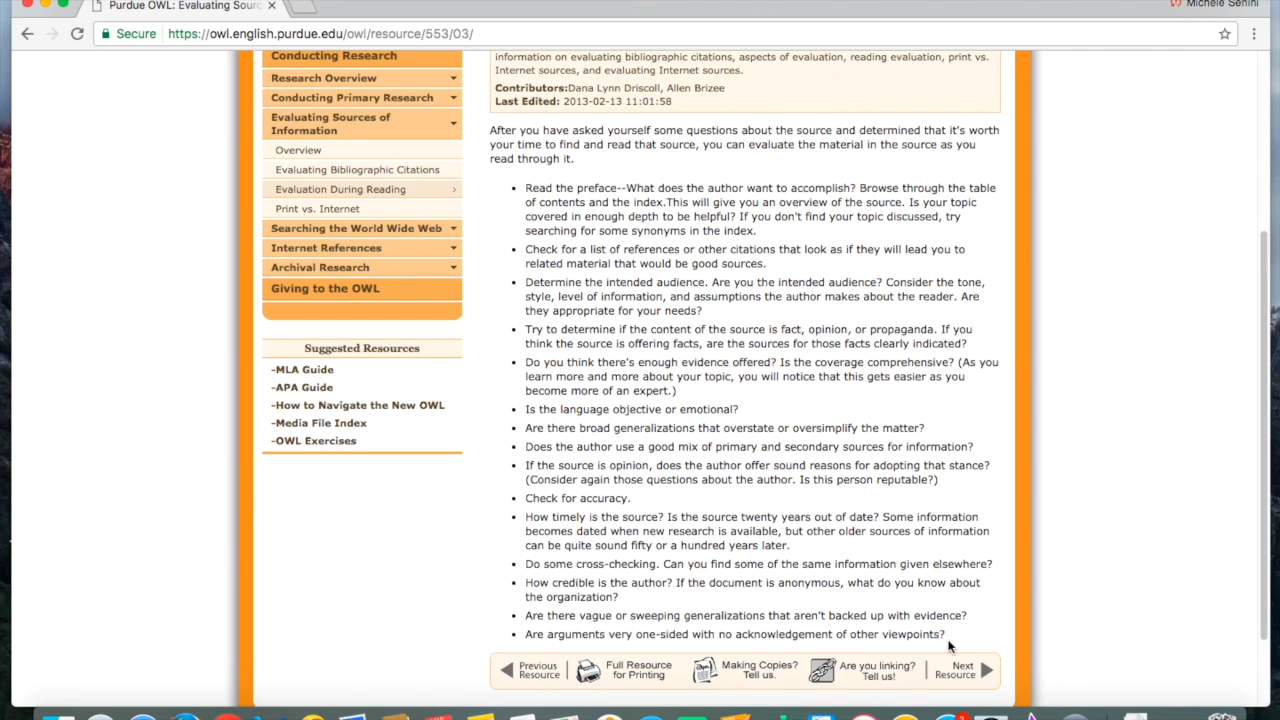 Purdue OWL: Evaluating Sourc
Michele Senini
Secure
https://owl.english.purdue.edu/owl/resource/553/03/
Conducting Research
Research Overview
Conducting Primary Research
Evaluating Sources of
Information
Overview
Evaluating Bibliographic Citations
Evaluation During Reading
Print vs. Internet
Searching the World Wide Web
Internet References
Archival Research
Giving to the OWL
Suggested Resources
-MLA Guide
-APA Guide
-How to Navigate the New OWL
-Media File Index
-OWL Exercises
information on evaluating bibliographic citations, aspects of evaluation, reading evaluation, print vs.
Internet sources, and evaluating Internet sources.
Contributors:Dana Lynn Driscoll, Allen Brizee
Last Edited: 2013-02-13 11:01:58
After you have asked yourself some questions about the source and determined that it's worth
your time to find and read that source, you can evaluate the material in the source as you
read through it.
• Read the preface--What does the author want to accomplish? Browse through the table
of contents and the index.This will give you an overview of the source. Is your topic
covered in enough depth to be helpful? If you don't find your topic discussed, try
searching for some synonyms in the index.
• Check for a list of references or other citations that look as if they will lead you to
related material that would be good sources.
• Determine the intended audience. Are you the intended audience? Consider the tone,
style, level of information, and assumptions the author makes about the reader. Are
they appropriate for your needs?
• Try to determine if the content of the source is fact, opinion, or propaganda. If you
think the source is offering facts, are the sources for those facts clearly indicated?
• Do you think there's enough evidence offered? Is the coverage comprehensive? (As you
learn more and more about your topic, you will notice that this gets easier as you
become more of an expert.)
• Is the language objective or emotional?
• Are there broad generalizations that overstate or oversimplify the matter?
• Does the author use a good mix of primary and secondary sources for information?
• If the source is opinion, does the author offer sound reasons for adopting that stance?
(Consider again those questions about the author. Is this person reputable?)
• Check for accuracy.
• How timely is the source? Is the source twenty years out of date? Some information
becomes dated when new research is available, but other older sources of information
can be quite sound fifty or a hundred years later.
• Do some cross-checking. Can you find some of the same information given elsewhere?
• How credible is the author? If the document is anonymous, what do you know about
the organization?
• Are there vague or sweeping generalizations that aren't backed up with evidence?
• Are arguments very one-sided with no acknowledgement of other viewpoints?
Previous
Resource
Full Resource
for Printing
Making Copies?
Tell us.
Are you linking?
Tell us!
Next
Resource